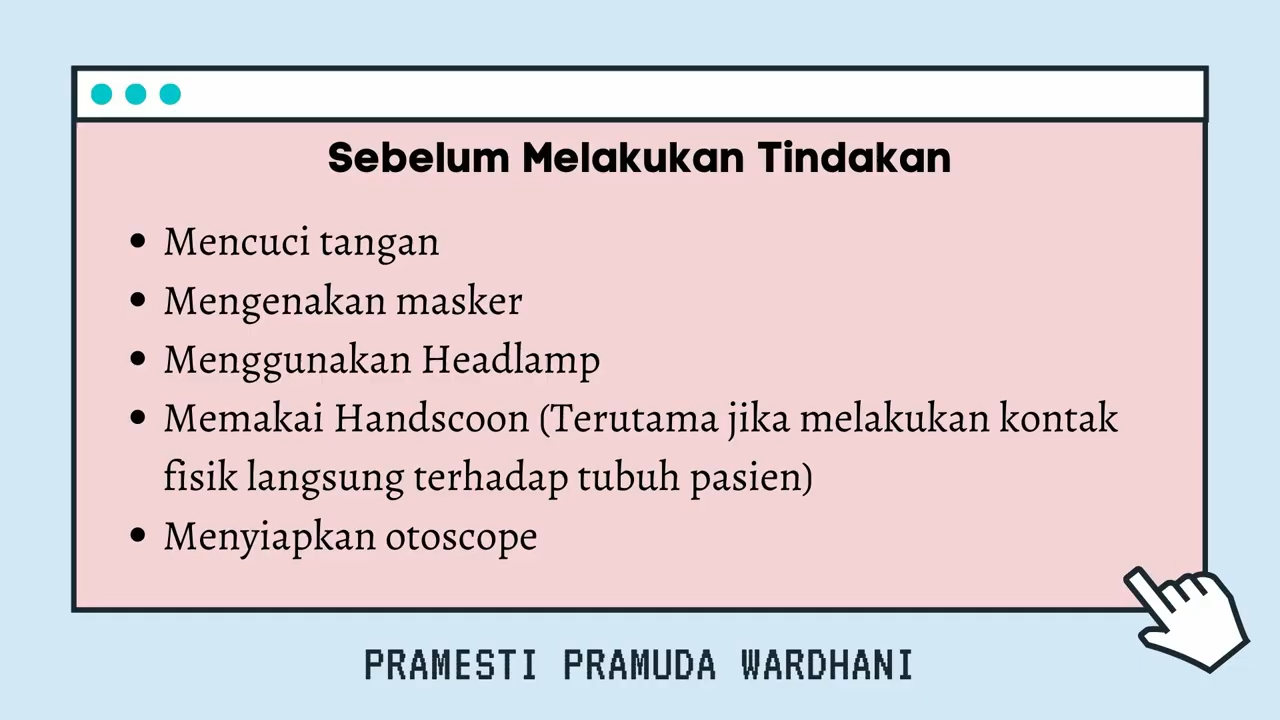 Sebelum Melakukan Tindakan
• Mencuci tangan
• Mengenakan masker
• Menggunakan Headlamp
• Memakai Handscoon (Terutama jika melakukan kontak
fisik langsung terhadap tubuh pasien)
• Menyiapkan otoscope
PRAMESTI PRAMUDA WARDHANI